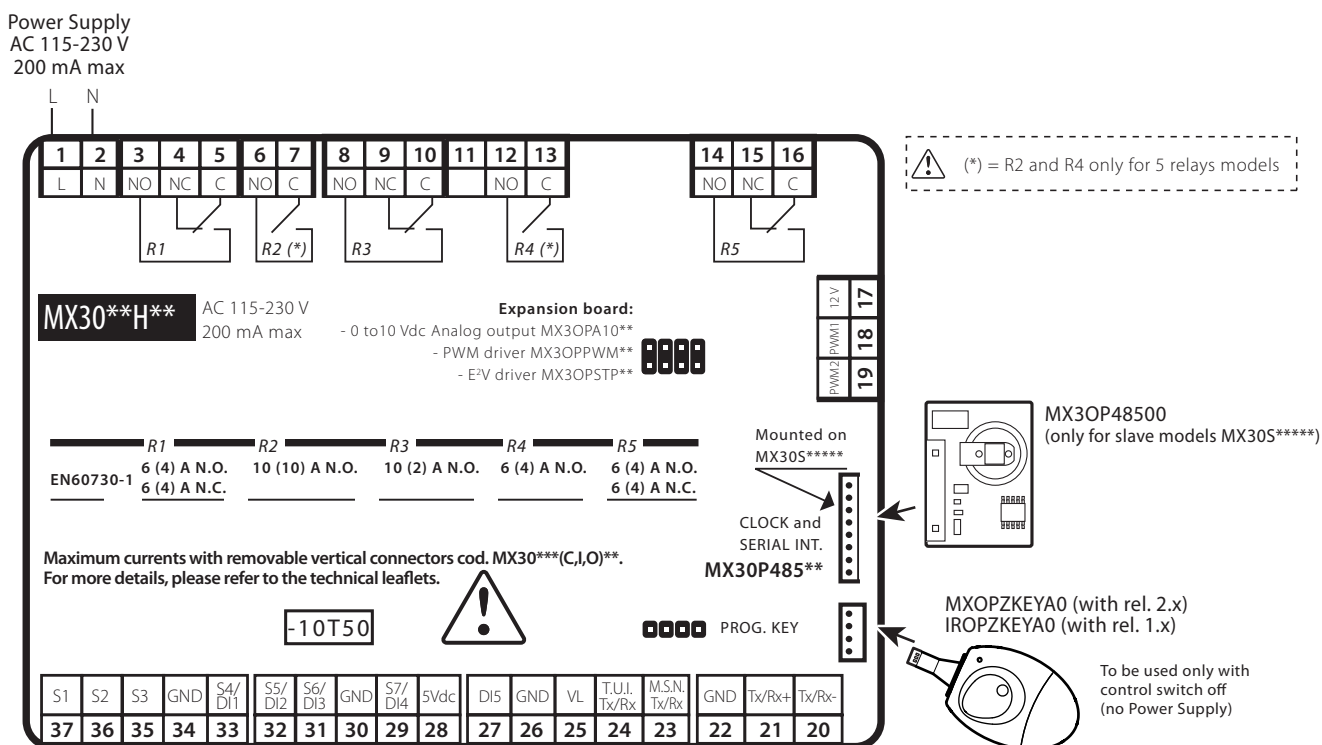 Power Supply
AC 115-230 V
200 mA max
L N
1 2 3 4 5 6 7 8 9 10 11 12 13 14 15 16
L N NO NC C NO C NO NC C NO C NO NC C
R1 R2 (*) R3 R4 (*) R5
(*) = R2 and R4 only for 5 relays models
MX30**H**
AC 115-230 V
200 mA max
Expansion board:
- 0 to10 Vdc Analog output MX3OPA10**
- PWM driver MX3OPPWM**
- E²V driver MX3OPSTP**
12 V 17
PWM1 18
PWM2 19
R1 R2 R3 R4 R5
EN60730-1
6 (4) A N.O. 10 (10) A N.O. 10 (2) A N.O. 6 (4) A N.O. 6 (4) A N.O.
6 (4) A N.C. 6 (4) A N.C.
Mounted on
MX30S*****
CLOCK and
SERIAL INT.
MX30P485**
MX3OP48500
(only for slave models MX30S*****)
Maximum currents with removable vertical connectors cod. MX30***(C,I,O)**.
For more details, please refer to the technical leaflets.
-10T50
PROG. KEY
MXOPZKEYA0 (with rel. 2.x)
IROPZKEYA0 (with rel. 1.x)
To be used only with
control switch off
(no Power Supply)
S1 S2 S3 GND S4/DI1 S5/DI2 S6/DI3 GND S7/DI4 5Vdc DI5 GND VL T.U.I. Tx/Rx M.S.N. Tx/Rx GND Tx/Rx+ Tx/Rx-
37 36 35 34 33 32 31 30 29 28 27 26 25 24 23 22 21 20